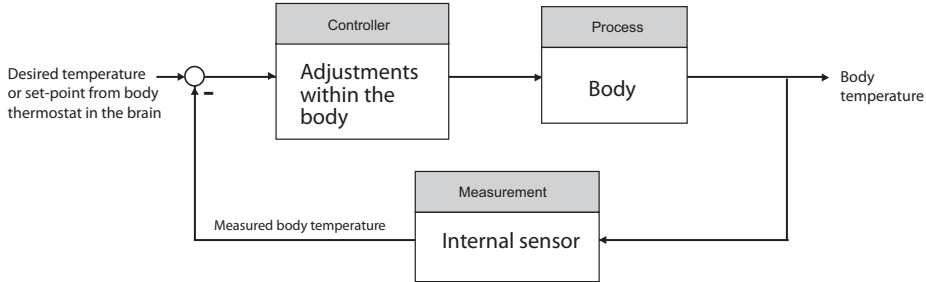 Controller
Process
Desired temperature
or set-point from body
thermostat in the brain
-
Adjustments
within the
body
Body
Body
temperature
Measurement
Measured body temperature
Internal sensor